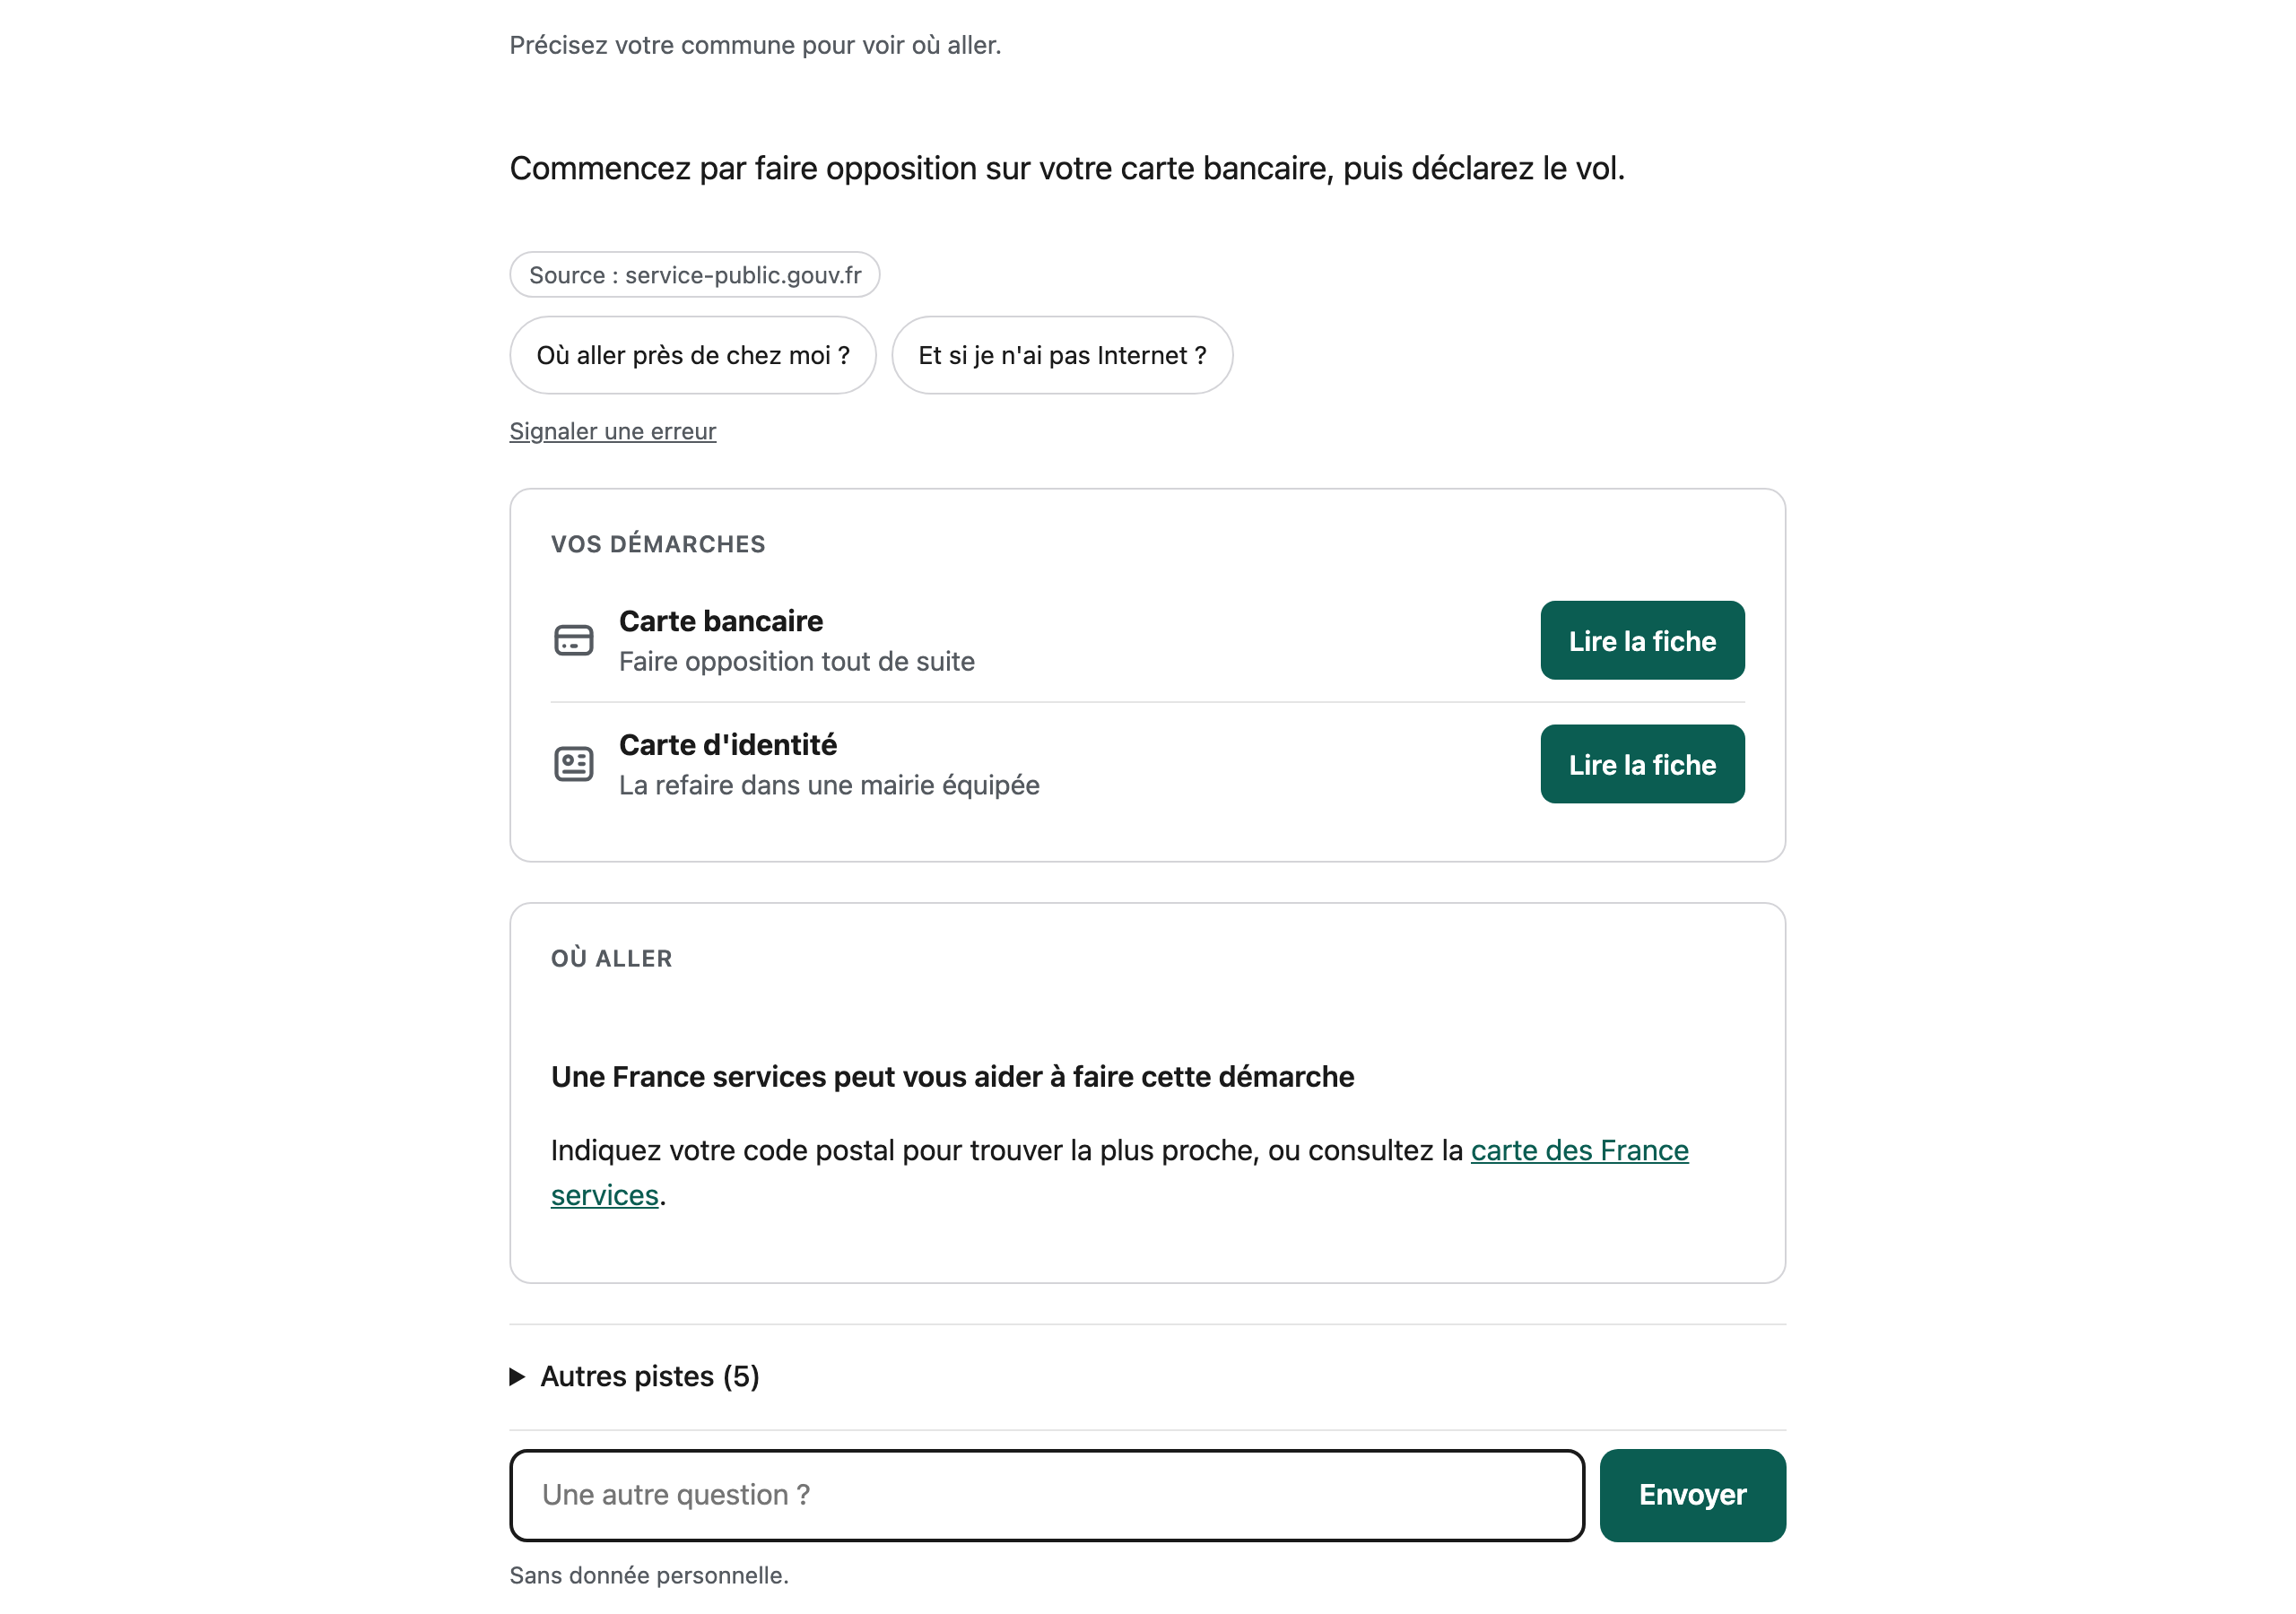 Précisez votre commune pour voir où aller.
Commencez par faire opposition sur votre carte bancaire, puis déclarez le vol.
Source : service-public.gouv.fr
Où aller près de chez moi ?
Et si je n'ai pas Internet ?
Signaler une erreur
VOS DÉMARCHES
Carte bancaire
Faire opposition tout de suite
Lire la fiche
Carte d'identité
La refaire dans une mairie équipée
Lire la fiche
OÙ ALLER
Une France services peut vous aider à faire cette démarche
Indiquez votre code postal pour trouver la plus proche, ou consultez la carte des France
services.
Autres pistes (5)
Une autre question ?
Envoyer
Sans donnée personnelle.